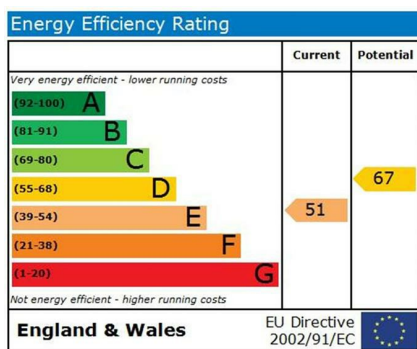 Energy Efficiency Rating
Current Potential
Very energy efficient - lower running costs
(92-100) A
(81-91) B
(69-80) C
(55-68) D
67
(39-54) E
51
(21-38) F
(1-20) G
Not energy efficient - higher running costs
England & Wales
EU Directive
2002/91/EC